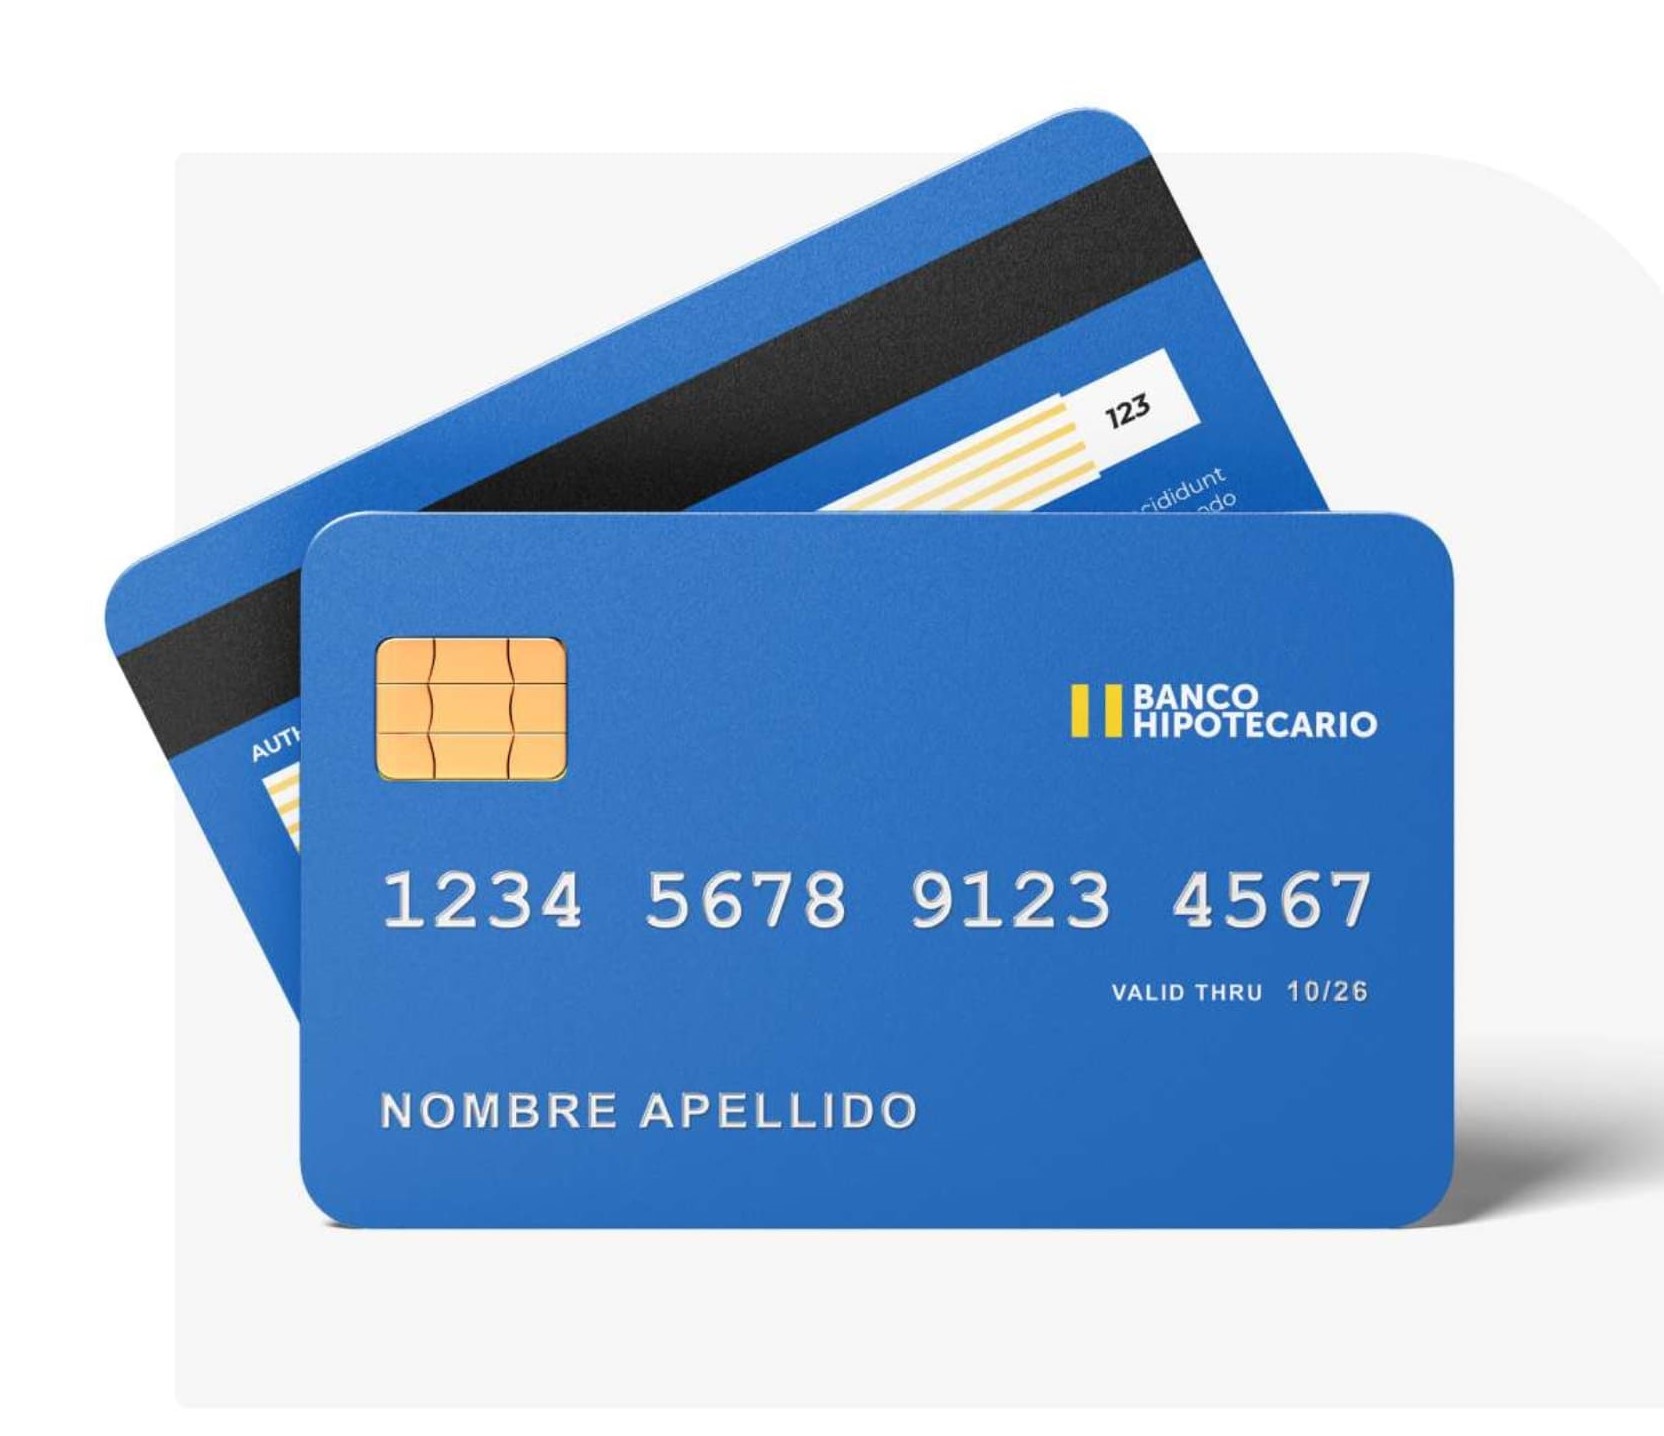 123
BANCO
HIPOTECARIO
1234 5678 9123 4567
VALID THRU 10/26
NOMBRE APELLIDO